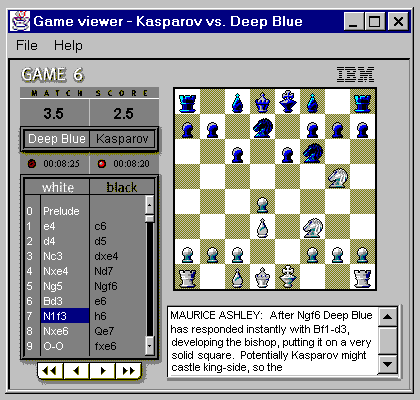 Game viewer - Kasparov vs. Deep Blue
File Help
GAME 6
IBM
MATCH SCORE
3.5 2.5
Deep Blue Kasparov
00:08:25 00:08:20
white black
0 Prelude
1 e4 c6
2 d4 d5
3 Nc3 dxe4
4 Nxe4 Nd7
5 Ng5 Ngf6
6 Bd3 e6
7 N1f3 h6
8 Nxe6 Qe7
9 O-O fxe6
MAURICE ASHLEY: After Ngf6 Deep Blue
has responded instantly with Bf1-d3,
developing the bishop, putting it on a very
solid square. Potentially Kasparov might
castle king-side, so the